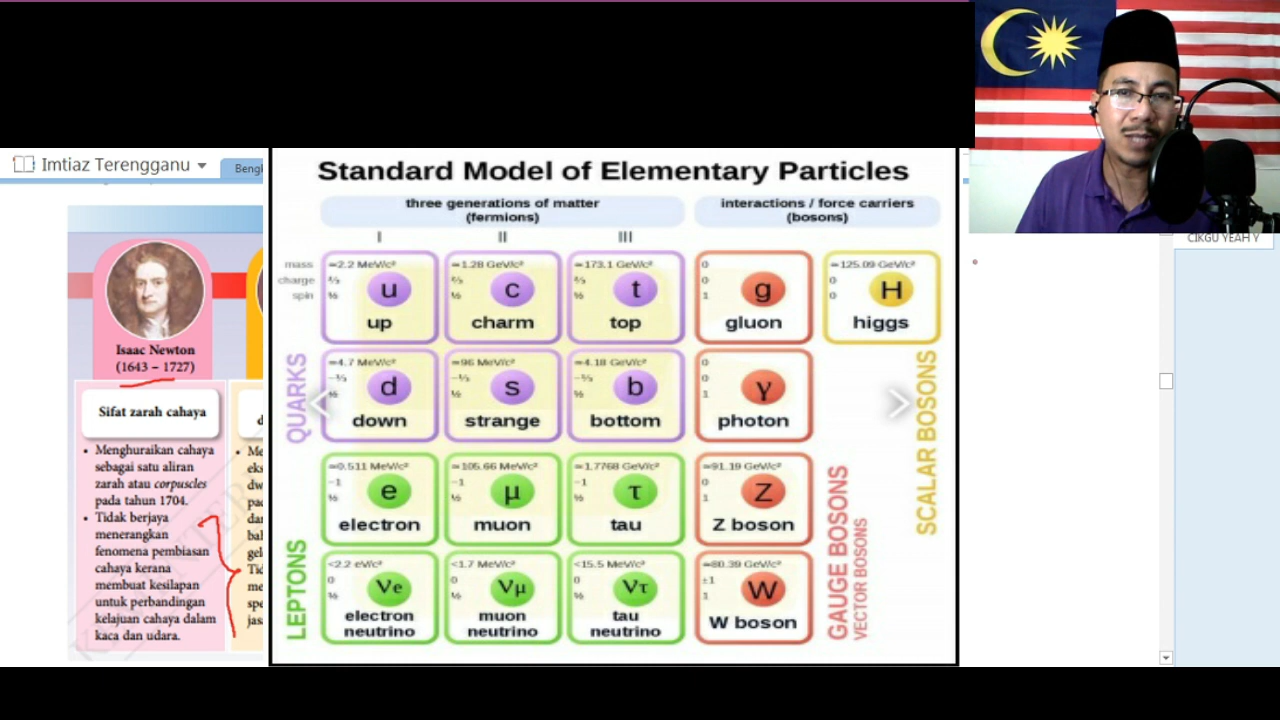 Imtiaz Terengganu
Beng
CIKGU YEAH Y
Isaac Newton
(1643 – 1727)
Sifat zarah cahaya
• Menghuraikan cahaya
sebagai satu aliran
zarah atau corpuscles
pada tahun 1704.
• Tidak berjaya
menerangkan
fenomena pembiasan
cahaya kerana
membuat kesilapan
untuk perbandingan
kelajuan cahaya dalam
kaca dan udara.
Standard Model of Elementary Particles
three generations of matter
(fermions)
interactions / force carriers
(bosons)
I II III
mass
charge
spin
≃2.2 MeV/c²
⅔
½
u
up
≃1.28 GeV/c²
⅔
½
c
charm
≃173.1 GeV/c²
⅔
½
t
top
0
0
1
g
gluon
≃125.09 GeV/c²
0
0
H
higgs
QUARKS
≃4.7 MeV/c²
−⅓
½
d
down
≃96 MeV/c²
−⅓
½
s
strange
≃4.18 GeV/c²
−⅓
½
b
bottom
0
0
1
γ
photon
SCALAR BOSONS
LEPTONS
≃0.511 MeV/c²
−1
½
e
electron
≃105.66 MeV/c²
−1
½
μ
muon
≃1.7768 GeV/c²
−1
½
τ
tau
≃91.19 GeV/c²
0
1
Z
Z boson
<2.2 eV/c²
0
½
νe
electron
neutrino
<1.7 MeV/c²
0
½
νμ
muon
neutrino
<15.5 MeV/c²
0
½
ντ
tau
neutrino
≃80.39 GeV/c²
±1
1
W
W boson
GAUGE BOSONS
VECTOR BOSONS